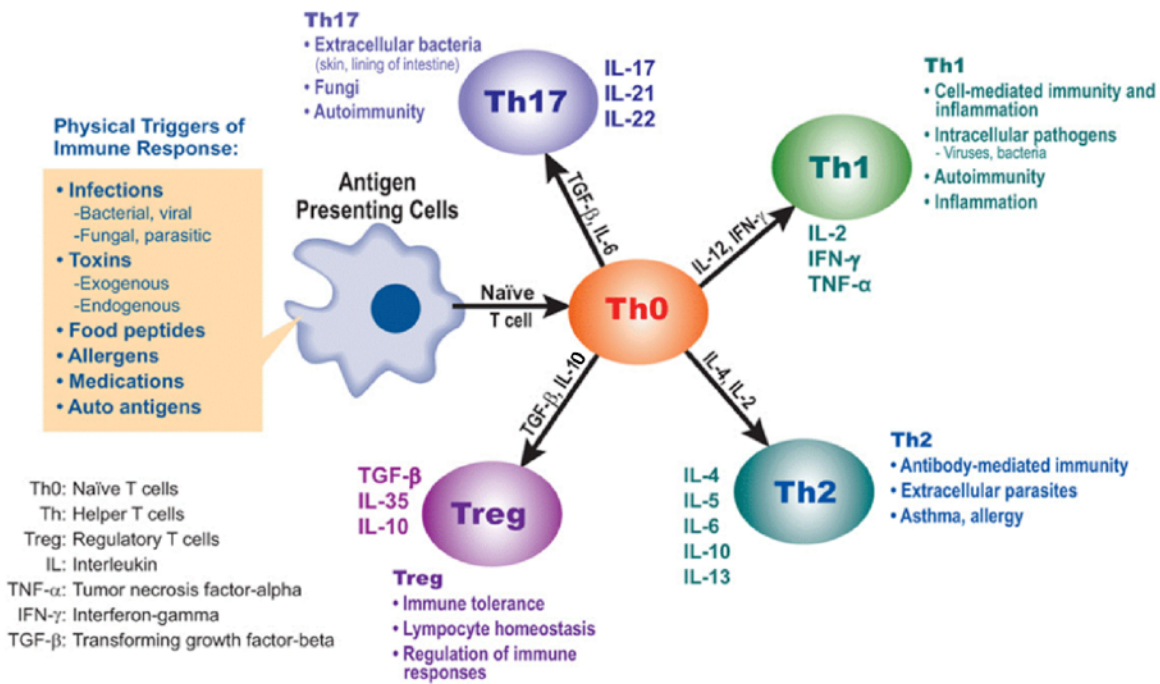 Th17
• Extracellular bacteria
(skin, lining of intestine)
• Fungi
• Autoimmunity
Th17
IL-17
IL-21
IL-22
Th1
• Cell-mediated immunity and
inflammation
• Intracellular pathogens
- Viruses, bacteria
• Autoimmunity
• Inflammation
Th1
IL-2
IFN-γ
TNF-α
Physical Triggers of
Immune Response:
• Infections
-Bacterial, viral
-Fungal, parasitic
• Toxins
-Exogenous
-Endogenous
• Food peptides
• Allergens
• Medications
• Auto antigens
Antigen
Presenting Cells
Naïve
T cell
Th0
TGF-β, IL-6
IL-12, IFN-γ
TGF-β, IL-10
IL-4, IL-2
TGF-β
IL-35
IL-10
Treg
Treg
• Immune tolerance
• Lympocyte homeostasis
• Regulation of immune
responses
IL-4
IL-5
IL-6
IL-10
IL-13
Th2
Th2
• Antibody-mediated immunity
• Extracellular parasites
• Asthma, allergy
Th0: Naïve T cells
Th: Helper T cells
Treg: Regulatory T cells
IL: Interleukin
TNF-α: Tumor necrosis factor-alpha
IFN-γ: Interferon-gamma
TGF-β: Transforming growth factor-beta